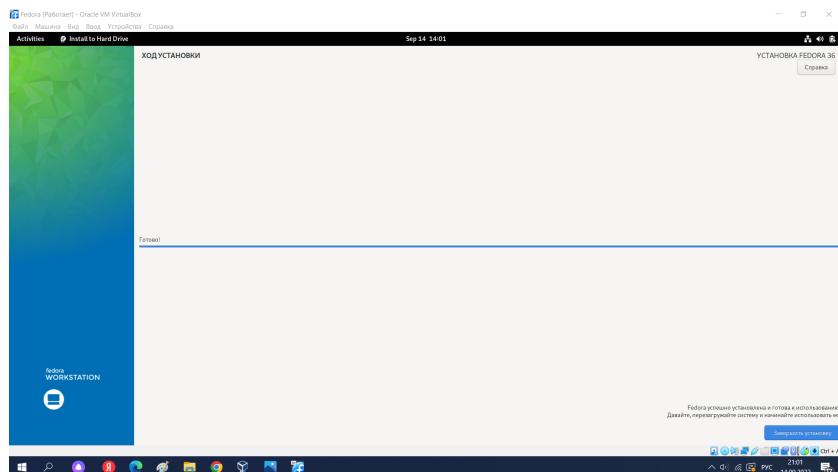 Fedora [Работает] - Oracle VM VirtualBox
Файл Машина Вид Ввод Устройства Справка
Activities Install to Hard Drive Sep 14 14:01
ХОД УСТАНОВКИ УСТАНОВКА FEDORA 36
Справка
Готово!
fedora
WORKSTATION
Fedora успешно установлена и готова к использованию
Давайте, перезагружайте систему и начинайте использовать ее
Завершить установку
21:01
РУС